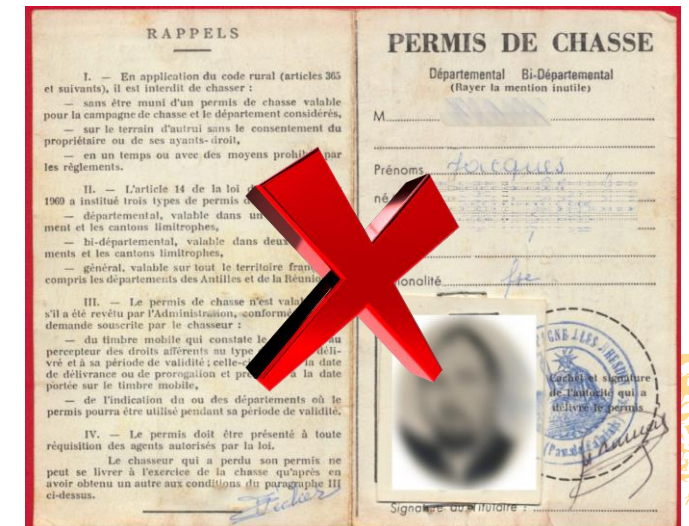 RAPPELS
I. — En application du code rural (articles 365
et suivants), il est interdit de chasser :
— sans être muni d'un permis de chasse valable
pour la campagne de chasse et le département considérés,
— sur le terrain d'autrui sans le consentement du
propriétaire ou de ses ayants-droit,
— en un temps ou avec des moyens prohibés par
les règlements.
II. — L'article 14 de la loi
1969 a institué trois types de permis
— départemental, valable dans un
ment et les cantons limitrophes,
— bi-départemental, valable dans deux
ments et les cantons limitrophes,
— général, valable sur tout le territoire
compris les départements des Antilles et de la Réunion
III. — Le permis de chasse n'est
s'il a été revêtu par l'Administration,
demande souscrite par le chasseur :
— du timbre mobile qui constate le au
percepteur des droits afférents au type déli-
vré et à sa période de validité ; la date
de délivrance ou de prorogation et à la date
portée sur le timbre mobile,
— de l'indication du ou des départements où le
permis pourra être utilisé pendant sa période de validité.
IV. — Le permis doit être présenté à toute
réquisition des agents autorisés par la loi.
Le chasseur qui a perdu son permis ne
peut se livrer à l'exercice de la chasse qu'après en
avoir obtenu un autre aux conditions du paragraphe III
ci-dessus.
PERMIS DE CHASSE
Départemental Bi-Départemental
(Rayer la mention inutile)
M
Prénoms Jacques
né
ionalité fse
Cachet et signature
de l'autorité qui a
délivré le permis
Signature du Titulaire :